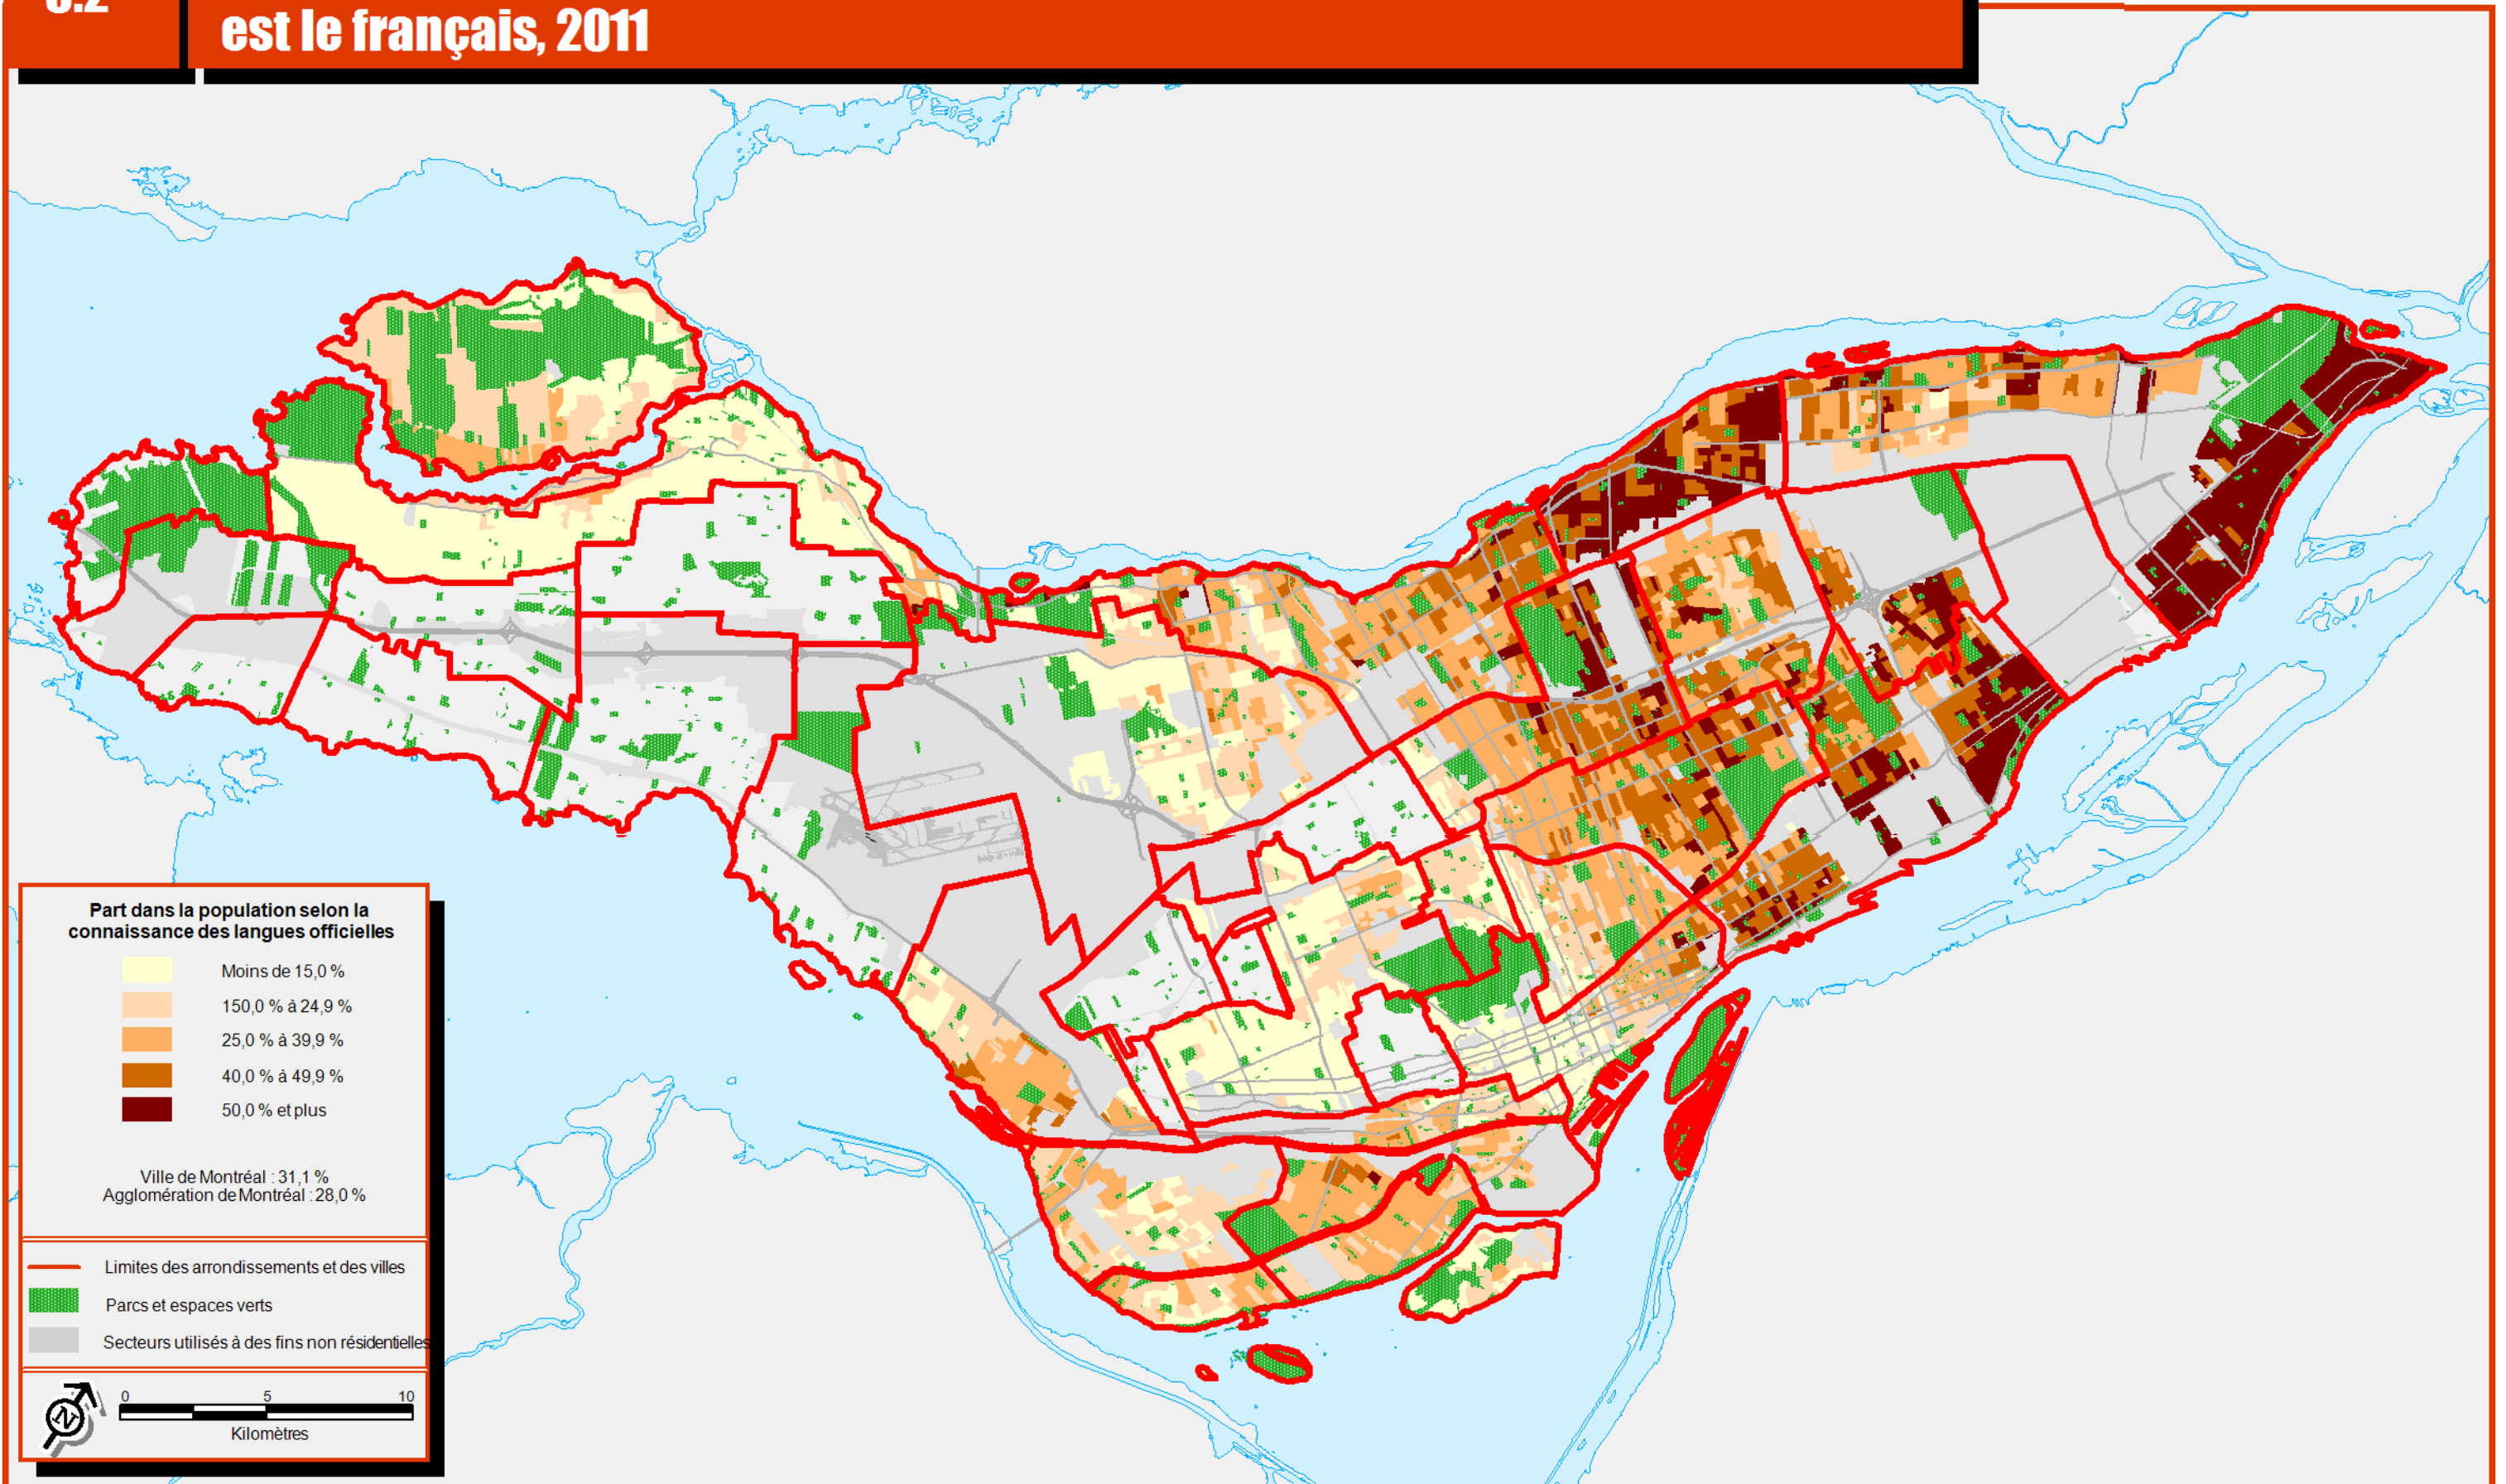 est le français, 2011
Part dans la population selon la
connaissance des langues officielles
Moins de 15,0 %
150,0 % à 24,9 %
25,0 % à 39,9 %
40,0 % à 49,9 %
50,0 % et plus
Ville de Montréal : 31,1 %
Agglomération de Montréal : 28,0 %
Limites des arrondissements et des villes
Parcs et espaces verts
Secteurs utilisés à des fins non résidentielles
N
0 5 10
Kilomètres